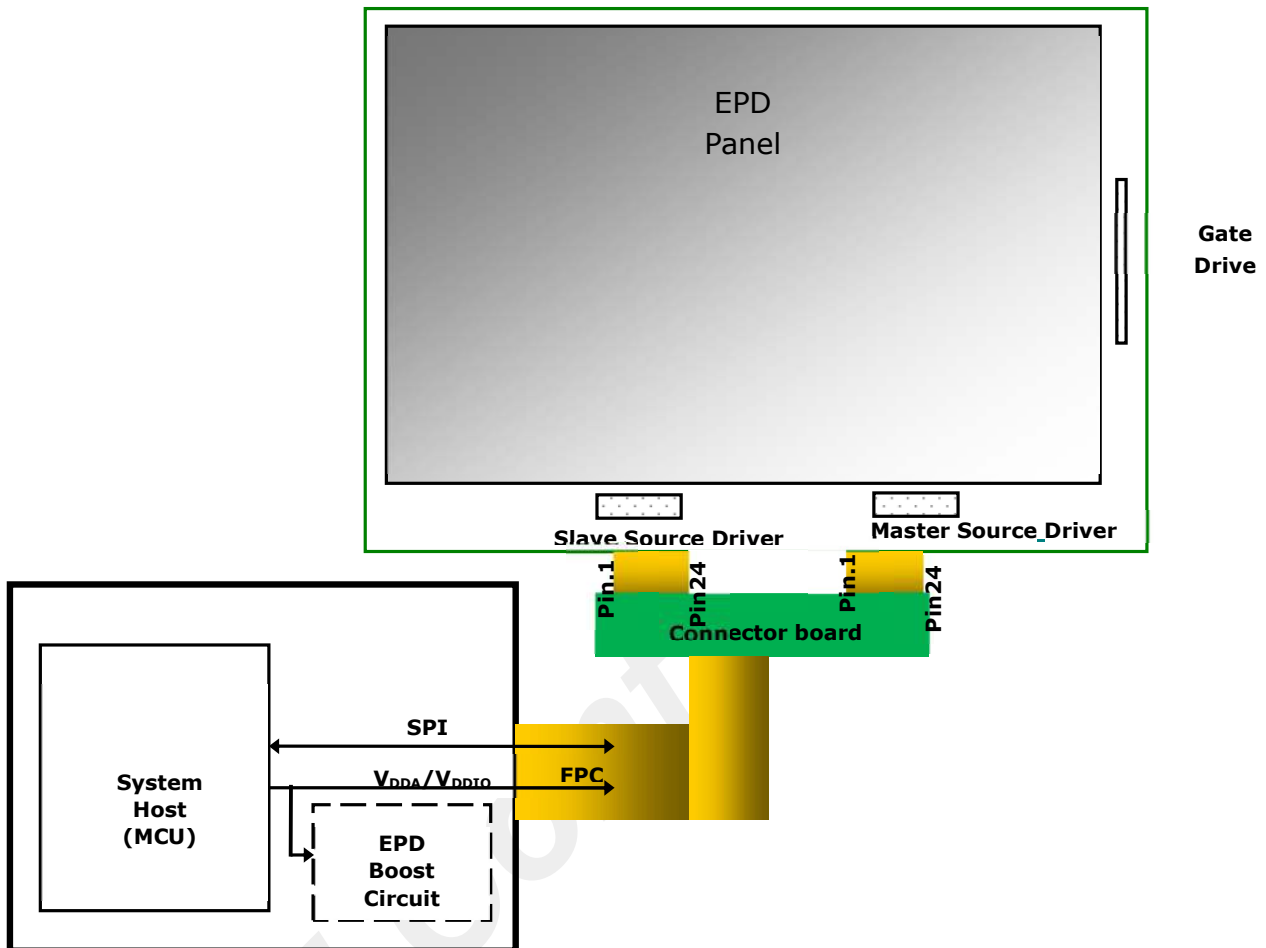 EPD
Panel
Gate
Drive
Slave Source Driver
Master Source Driver
Pin.1
Pin24
Pin.1
Pin24
Connector board
SPI
VDDA/VDDIO
FPC
System
Host
(MCU)
EPD
Boost
Circuit